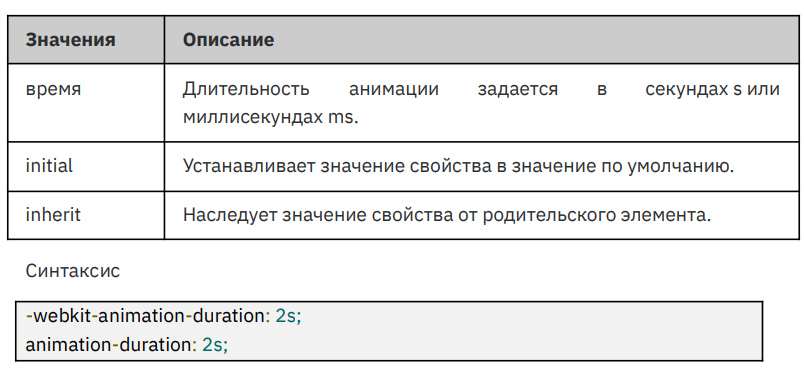 Значения Описание
время Длительность анимации задается в секундах s или
миллисекундах ms.
initial Устанавливает значение свойства в значение по умолчанию.
inherit Наследует значение свойства от родительского элемента.
Синтаксис
-webkit-animation-duration: 2s;
animation-duration: 2s;